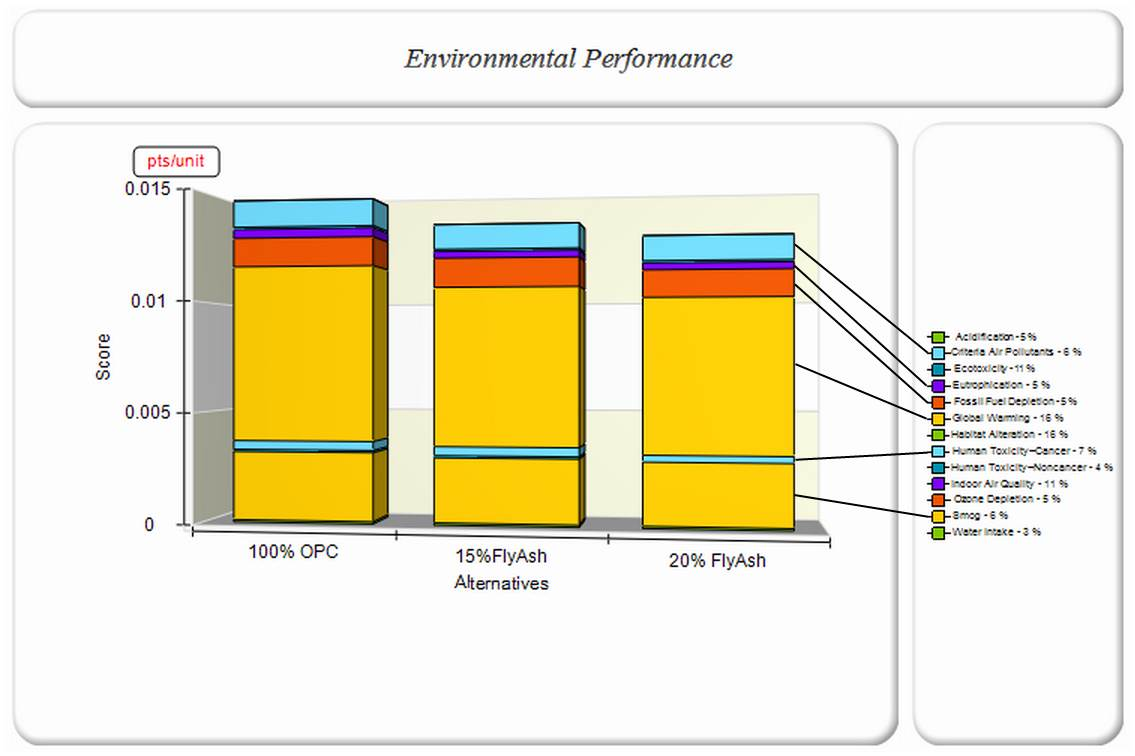 Environmental Performance
pts/unit
0.015
0.01
0.005
0
Score
100% OPC
15%FlyAsh
20% FlyAsh
Alternatives
Acidification - 5 %
Criteria Air Pollutants - 6 %
Ecotoxicity - 11 %
Eutrophication - 5 %
Fossil Fuel Depletion - 5 %
Global Warming - 16 %
Habitat Alteration - 16 %
Human Toxicity--Cancer - 7 %
Human Toxicity--Noncancer - 4 %
Indoor Air Quality - 11 %
Ozone Depletion - 5 %
Smog - 6 %
Water Intake - 3 %